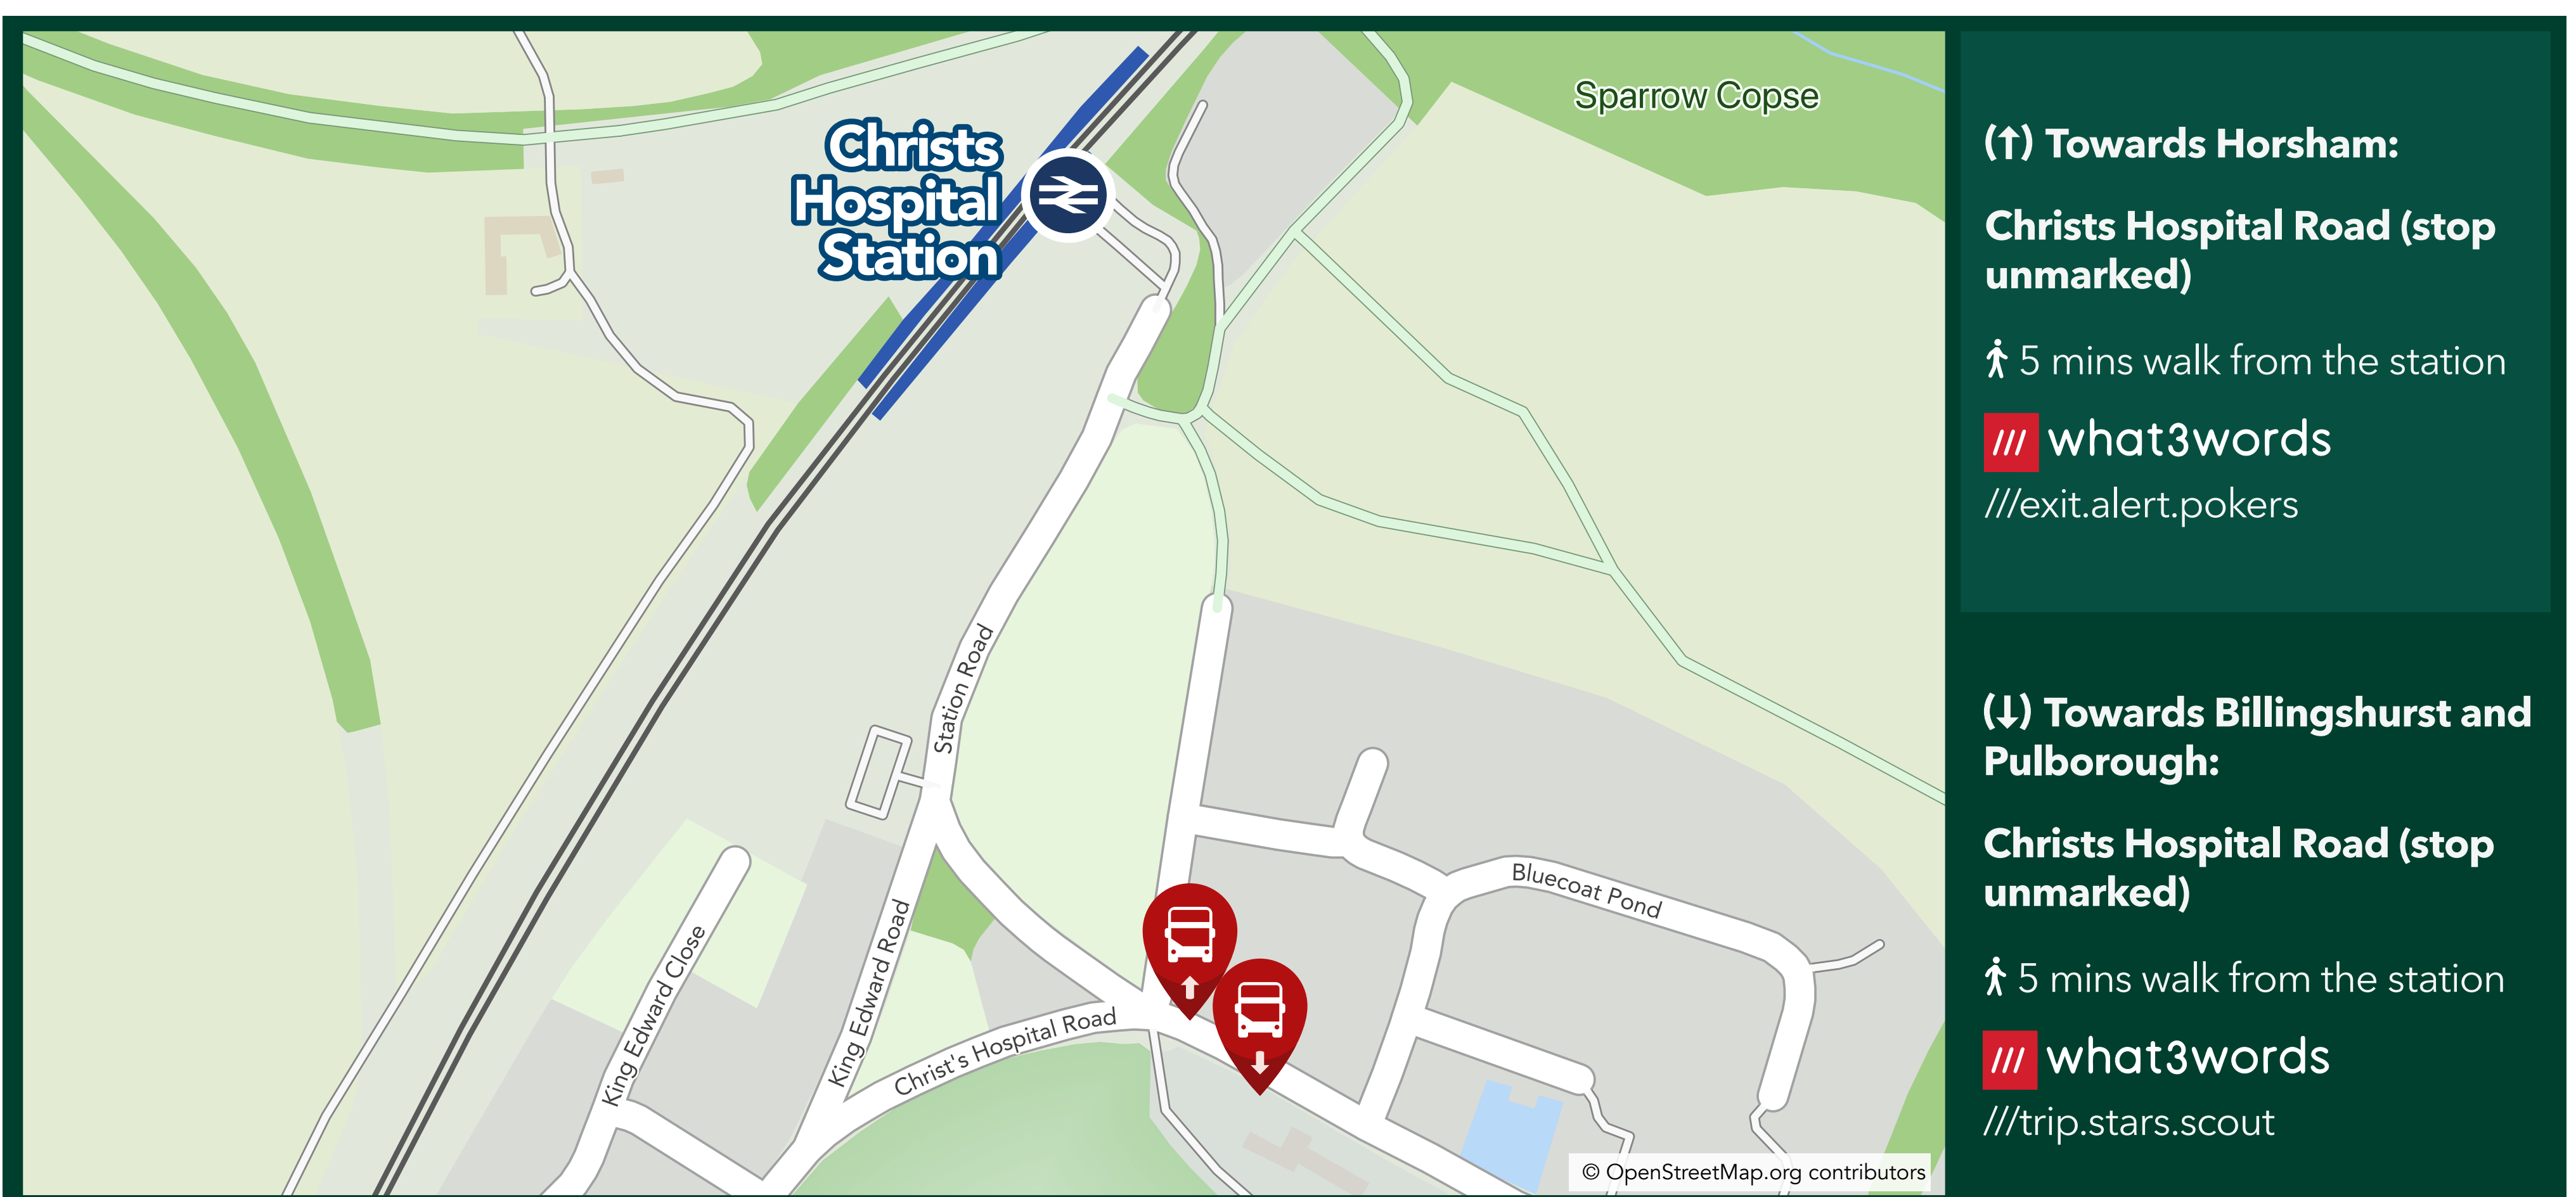 Sparrow Copse
Christs
Hospital
Station
Station Road
Bluecoat Pond
King Edward Road
King Edward Close
Christ's Hospital Road
© OpenStreetMap.org contributors
(↑) Towards Horsham:
Christs Hospital Road (stop
unmarked)
5 mins walk from the station
/// what3words
///exit.alert.pokers
(↓) Towards Billingshurst and
Pulborough:
Christs Hospital Road (stop
unmarked)
5 mins walk from the station
/// what3words
///trip.stars.scout